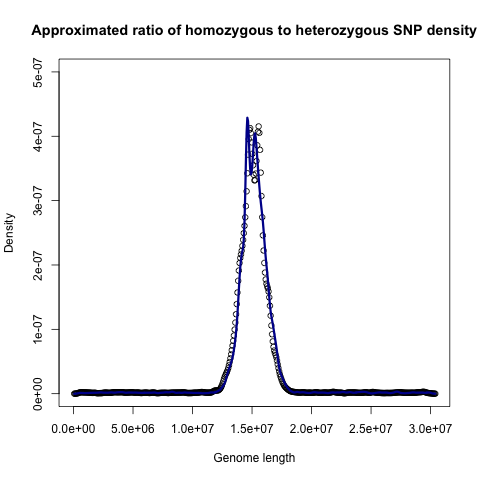 Approximated ratio of homozygous to heterozygous SNP density
5e-07
4e-07
3e-07
2e-07
1e-07
0e+00
Density
0.0e+00 5.0e+06 1.0e+07 1.5e+07 2.0e+07 2.5e+07 3.0e+07
Genome length